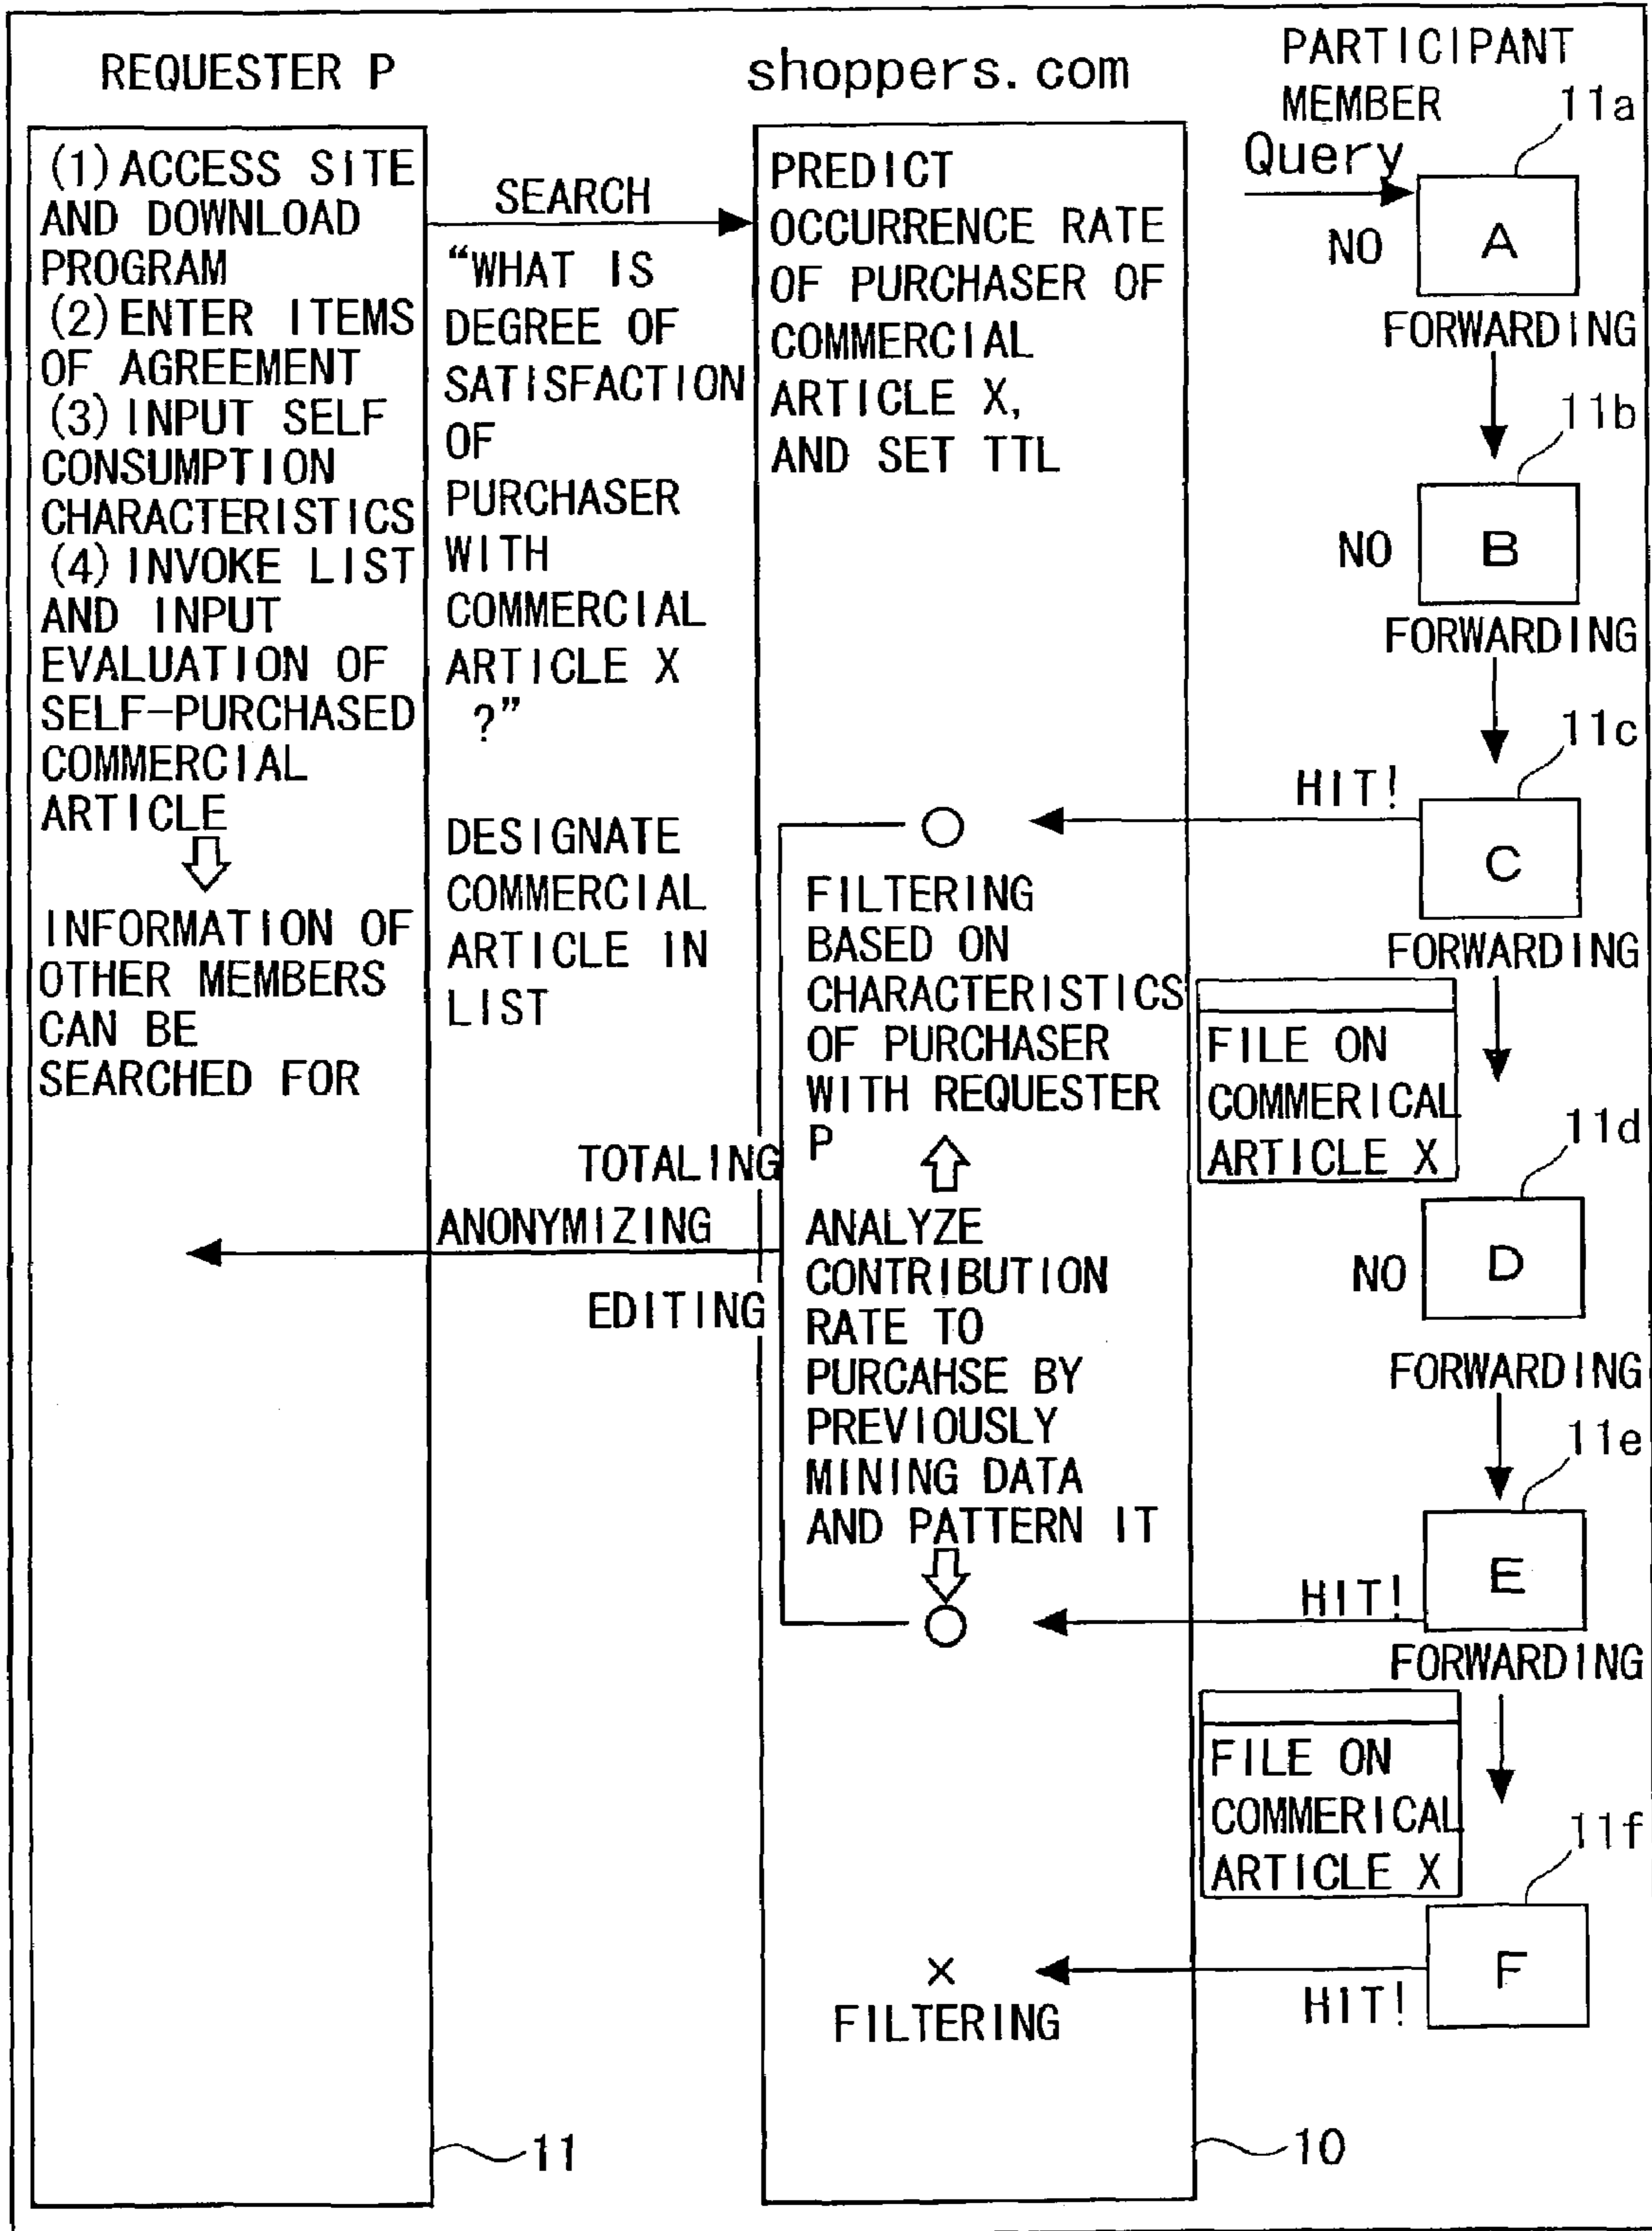 REQUESTER P
(1) ACCESS SITE
AND DOWNLOAD
PROGRAM
(2) ENTER ITEMS
OF AGREEMENT
(3) INPUT SELF
CONSUMPTION
CHARACTERISTICS
(4) INVOKE LIST
AND INPUT
EVALUATION OF
SELF-PURCHASED
COMMERCIAL
ARTICLE
INFORMATION OF
OTHER MEMBERS
CAN BE
SEARCHED FOR
11
SEARCH
“WHAT IS
DEGREE OF
SATISFACTION
OF
PURCHASER
WITH
COMMERCIAL
ARTICLE X
?”
DESIGNATE
COMMERCIAL
ARTICLE IN
LIST
TOTALING
ANONYMIZING
EDITING
shoppers.com
PREDICT
OCCURRENCE RATE
OF PURCHASER OF
COMMERCIAL
ARTICLE X,
AND SET TTL
FILTERING
BASED ON
CHARACTERISTICS
OF PURCHASER
WITH REQUESTER
P
ANALYZE
CONTRIBUTION
RATE TO
PURCAHSE BY
PREVIOUSLY
MINING DATA
AND PATTERN IT
×
FILTERING
10
PARTICIPANT
MEMBER
11a
Query
NO
A
FORWARDING
11b
NO
B
FORWARDING
11c
HIT!
C
FORWARDING
FILE ON
COMMERICAL
ARTICLE X
11d
NO
D
FORWARDING
11e
E
HIT!
FORWARDING
FILE ON
COMMERICAL
ARTICLE X
11f
F
HIT!